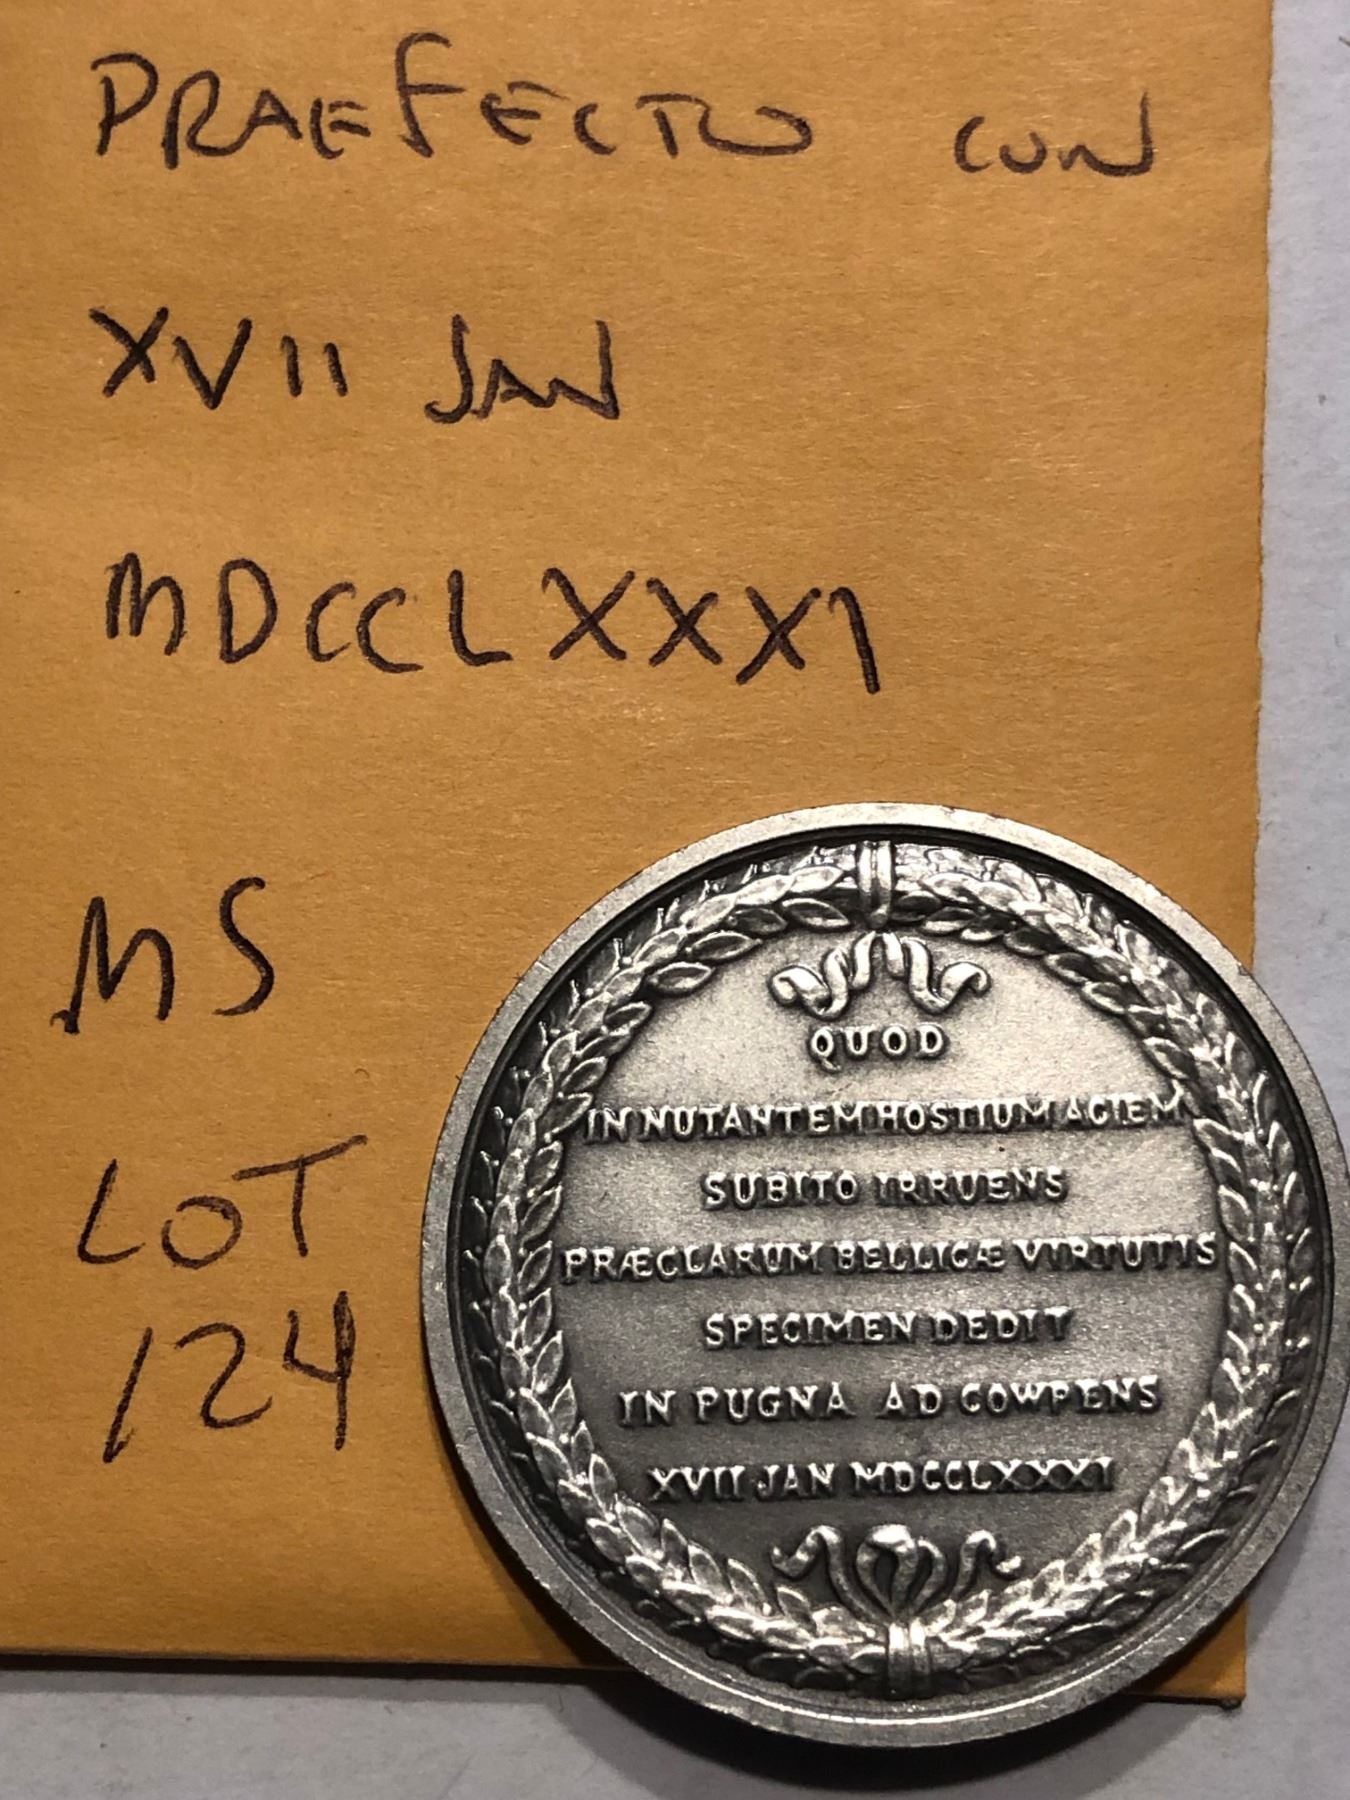 PRAEFECTO COM
XVII JAN
MDCCLXXXI
MS
LOT
124
QUOD
IN NUTANTEM HOSTIUM ACIEM
SUBITO IRRUENS
PRÆCLARUM BELLICÆ VIRTUTIS
SPECIMEN DEDIT
IN PUGNA AD COWPENS
XVII JAN MDCCLXXXI